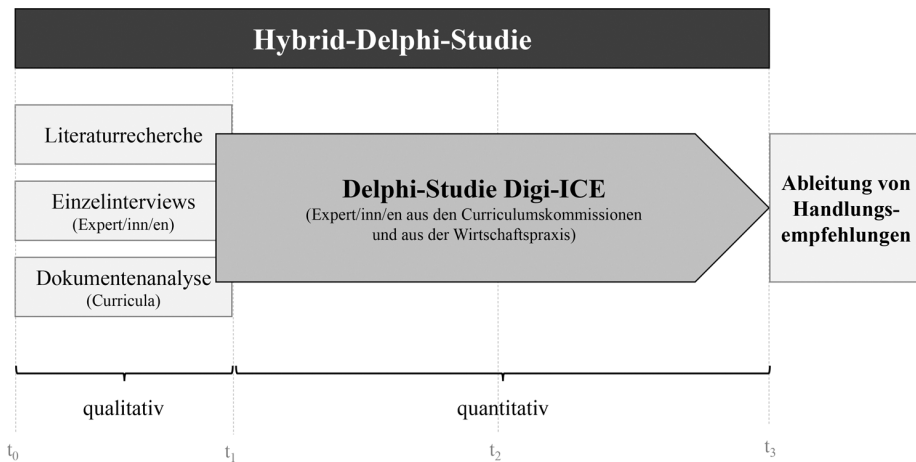 Hybrid-Delphi-Studie
Literaturrecherche
Einzelinterviews
(Expert/inn/en)
Dokumentenanalyse
(Curricula)
Delphi-Studie Digi-ICE
(Expert/inn/en aus den Curriculumskommissionen
und aus der Wirtschaftspraxis)
Ableitung von
Handlungs-
empfehlungen
qualitativ
quantitativ
t0
t1
t2
t3